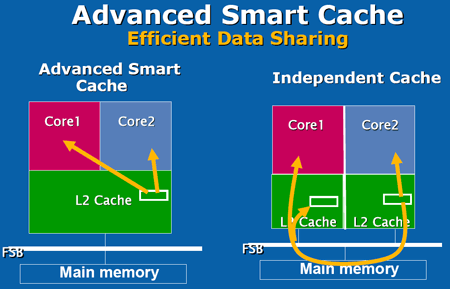 Advanced Smart Cache
Efficient Data Sharing
Advanced Smart
Cache
Core1
Core2
L2 Cache
FSB
Main memory
Independent Cache
Core1
Core2
L2 Cache
L2 Cache
FSB
Main memory